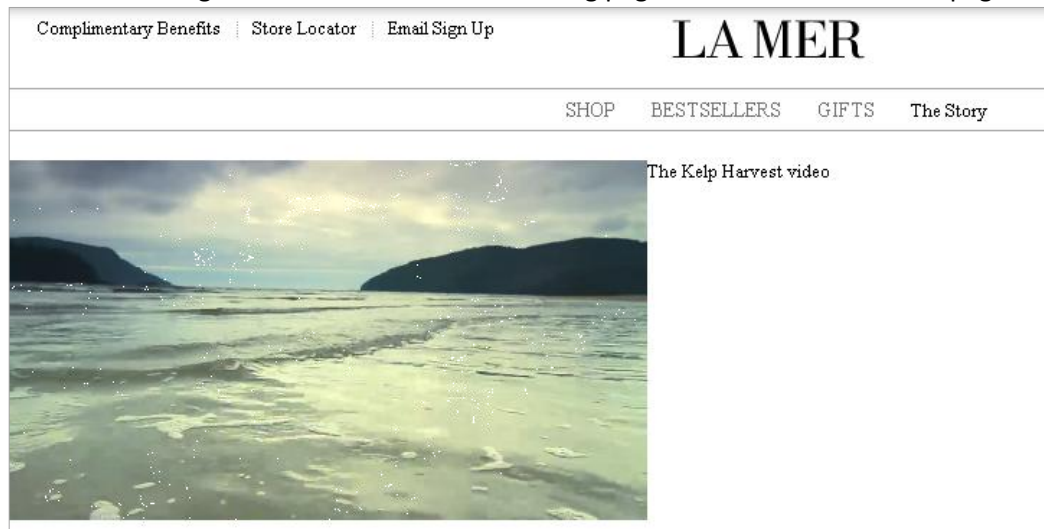 Complimentary Benefits Store Locator Email Sign Up
LA MER
SHOP BESTSELLERS GIFTS The Story
The Kelp Harvest video